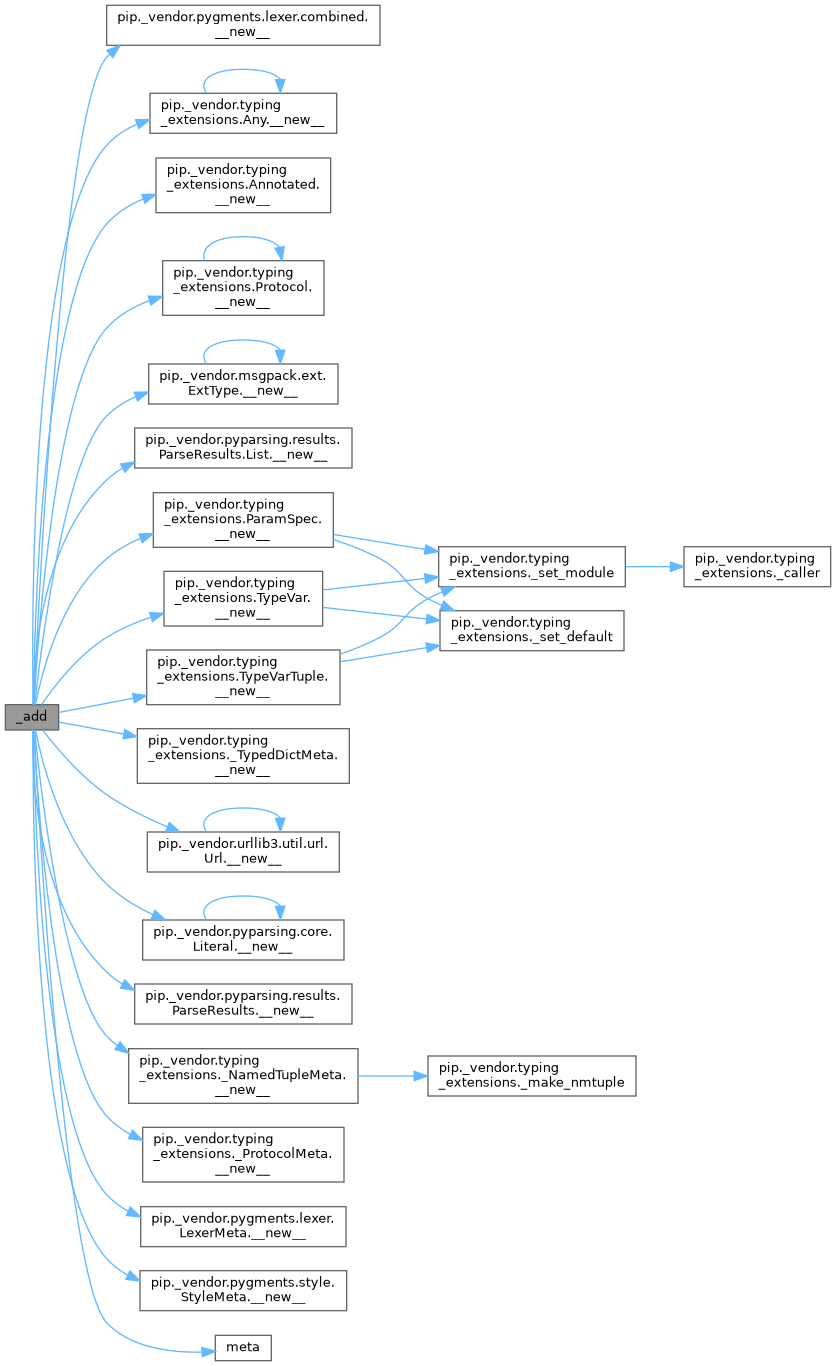 pip._vendor.pygments.lexer.combined.
__new__
pip._vendor.typing
_extensions.Any.__new__
pip._vendor.typing
_extensions.Annotated.
__new__
pip._vendor.typing
_extensions.Protocol.
__new__
pip._vendor.msgpack.ext.
ExtType.__new__
pip._vendor.pyparsing.results.
ParseResults.List.__new__
pip._vendor.typing
_extensions.ParamSpec.
__new__
pip._vendor.typing
_extensions._set_module
pip._vendor.typing
_extensions._caller
pip._vendor.typing
_extensions.TypeVar.
__new__
pip._vendor.typing
_extensions._set_default
pip._vendor.typing
_extensions.TypeVarTuple.
__new__
_add
pip._vendor.typing
_extensions._TypedDictMeta.
__new__
pip._vendor.urllib3.util.url.
Url.__new__
pip._vendor.pyparsing.core.
Literal.__new__
pip._vendor.pyparsing.results.
ParseResults.__new__
pip._vendor.typing
_extensions._NamedTupleMeta.
__new__
pip._vendor.typing
_extensions._make_nmtuple
pip._vendor.typing
_extensions._ProtocolMeta.
__new__
pip._vendor.pygments.lexer.
LexerMeta.__new__
pip._vendor.pygments.style.
StyleMeta.__new__
meta